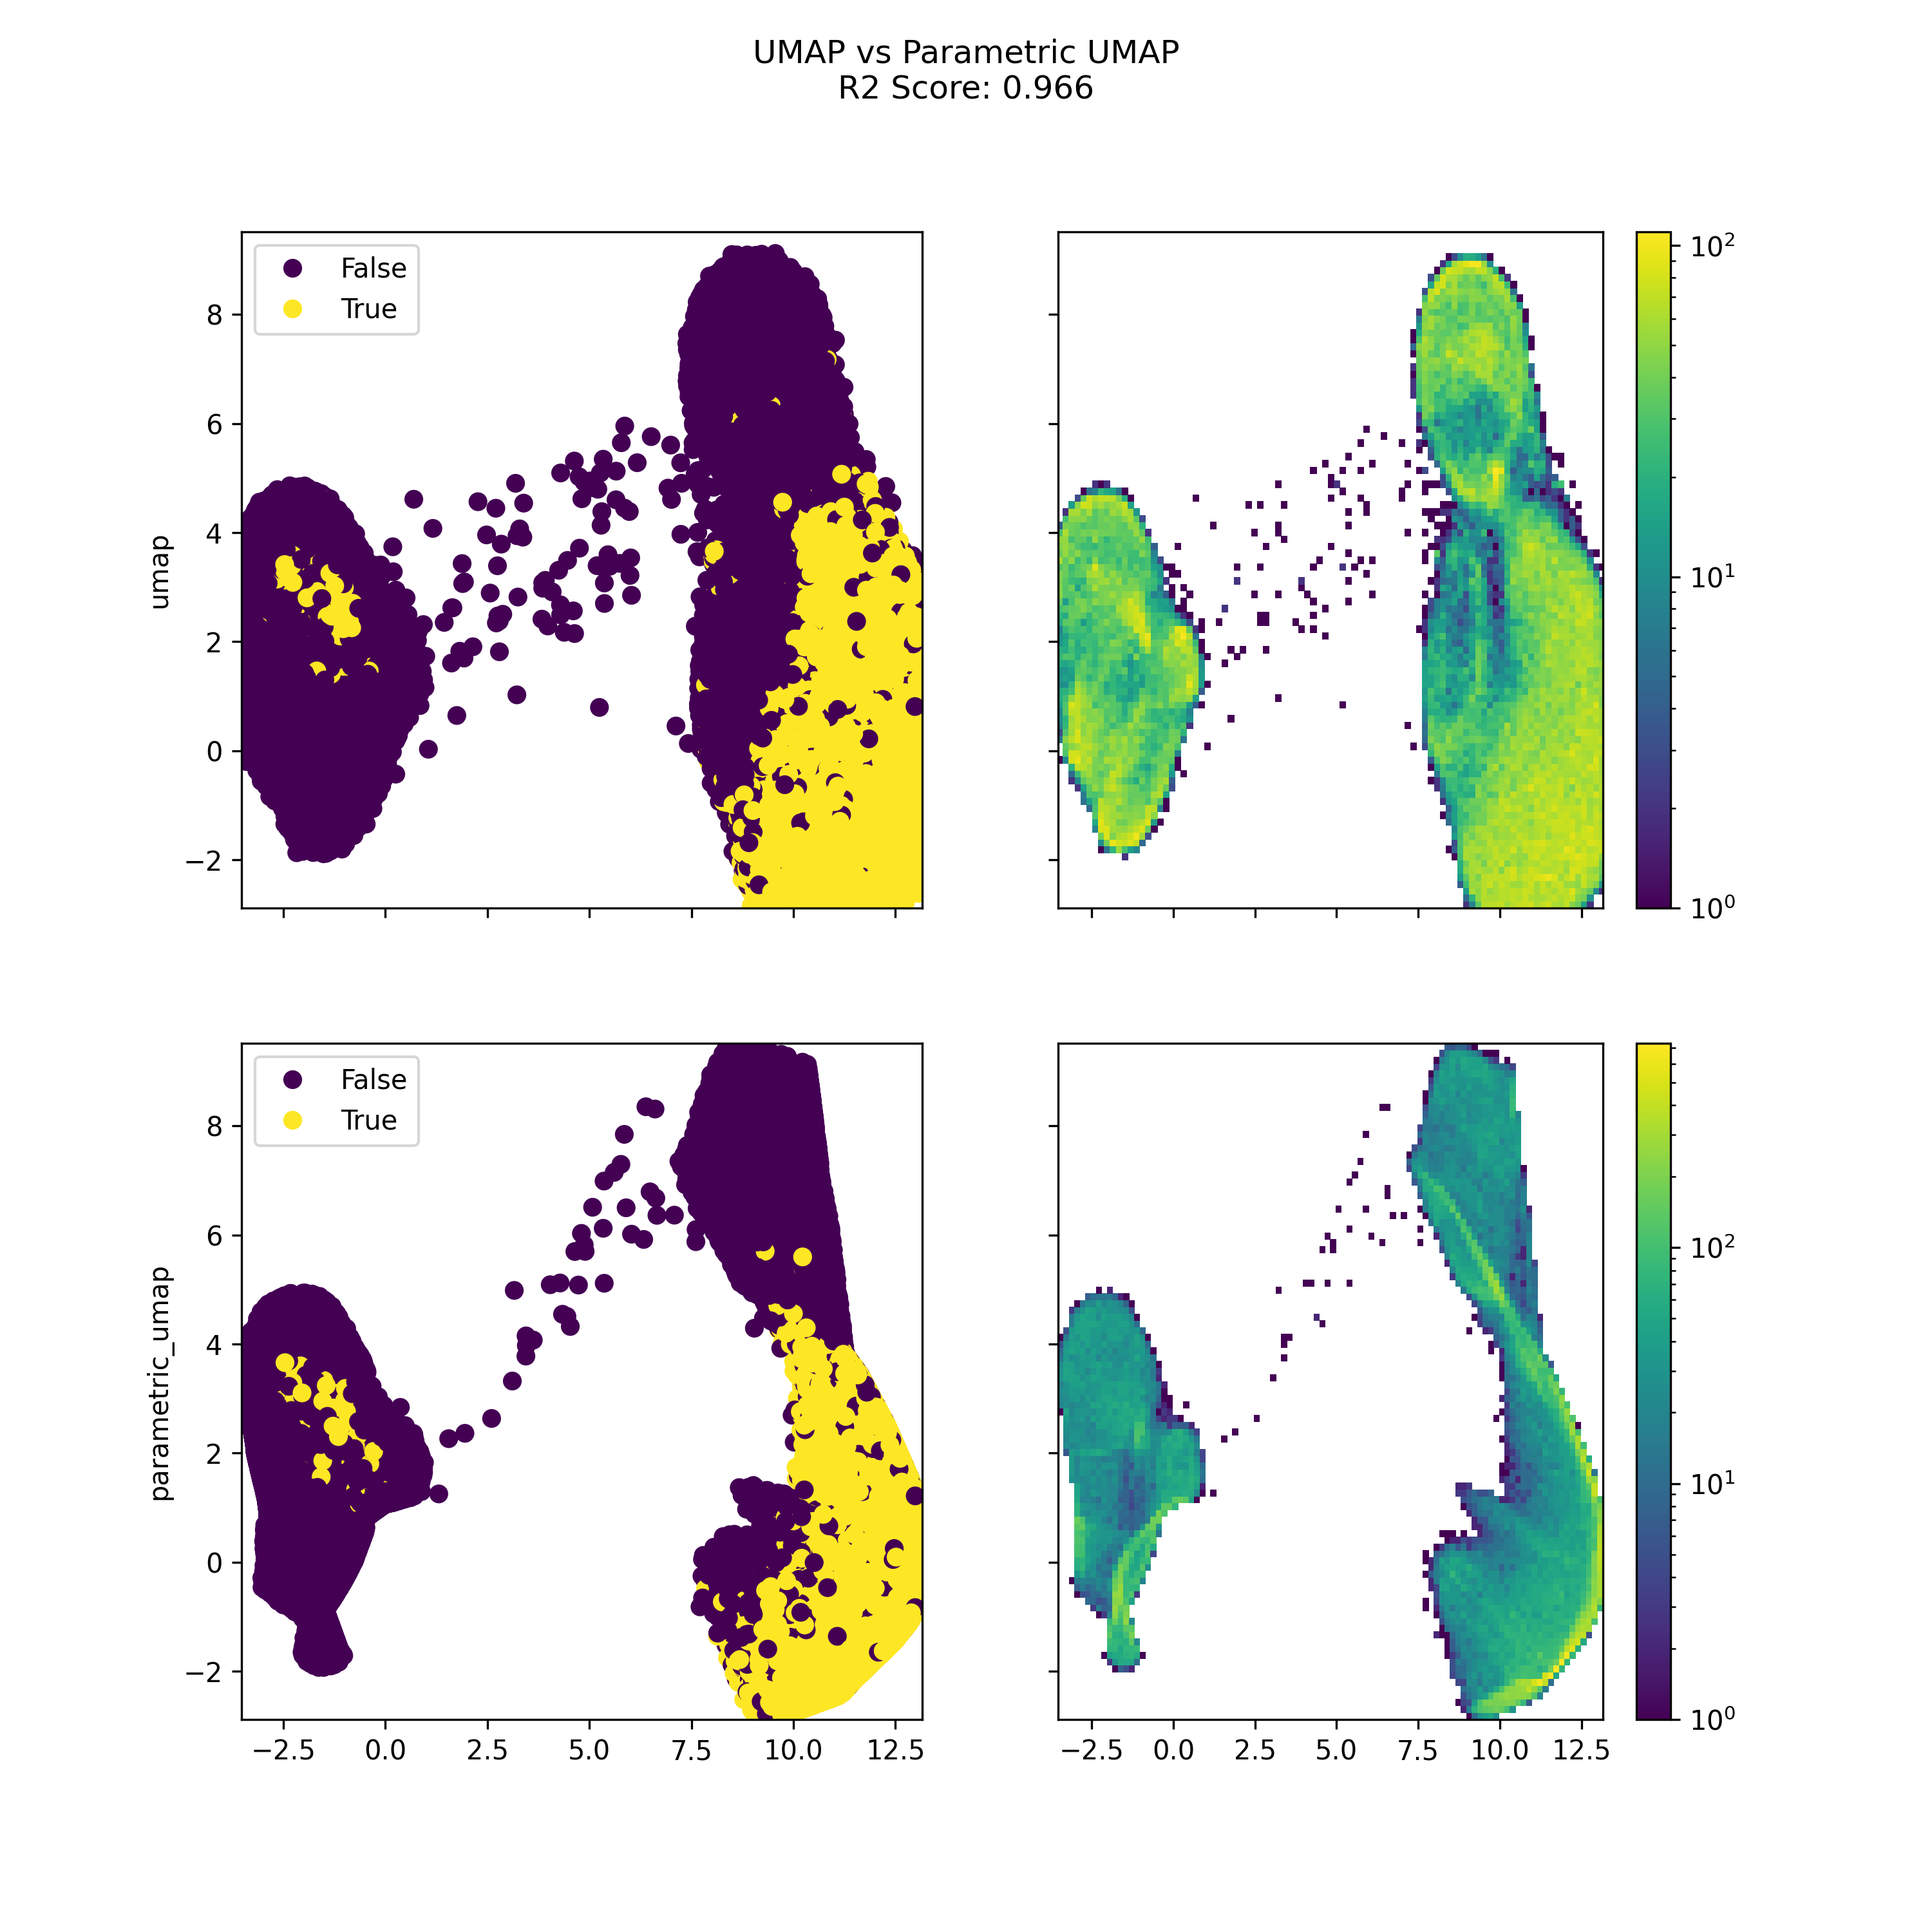 UMAP vs Parametric UMAP
R2 Score: 0.966
False
True
umap
8
6
4
2
0
−2
10²
10¹
10⁰
False
True
parametric_umap
8
6
4
2
0
−2
−2.5 0.0 2.5 5.0 7.5 10.0 12.5
−2.5 0.0 2.5 5.0 7.5 10.0 12.5
10²
10¹
10⁰